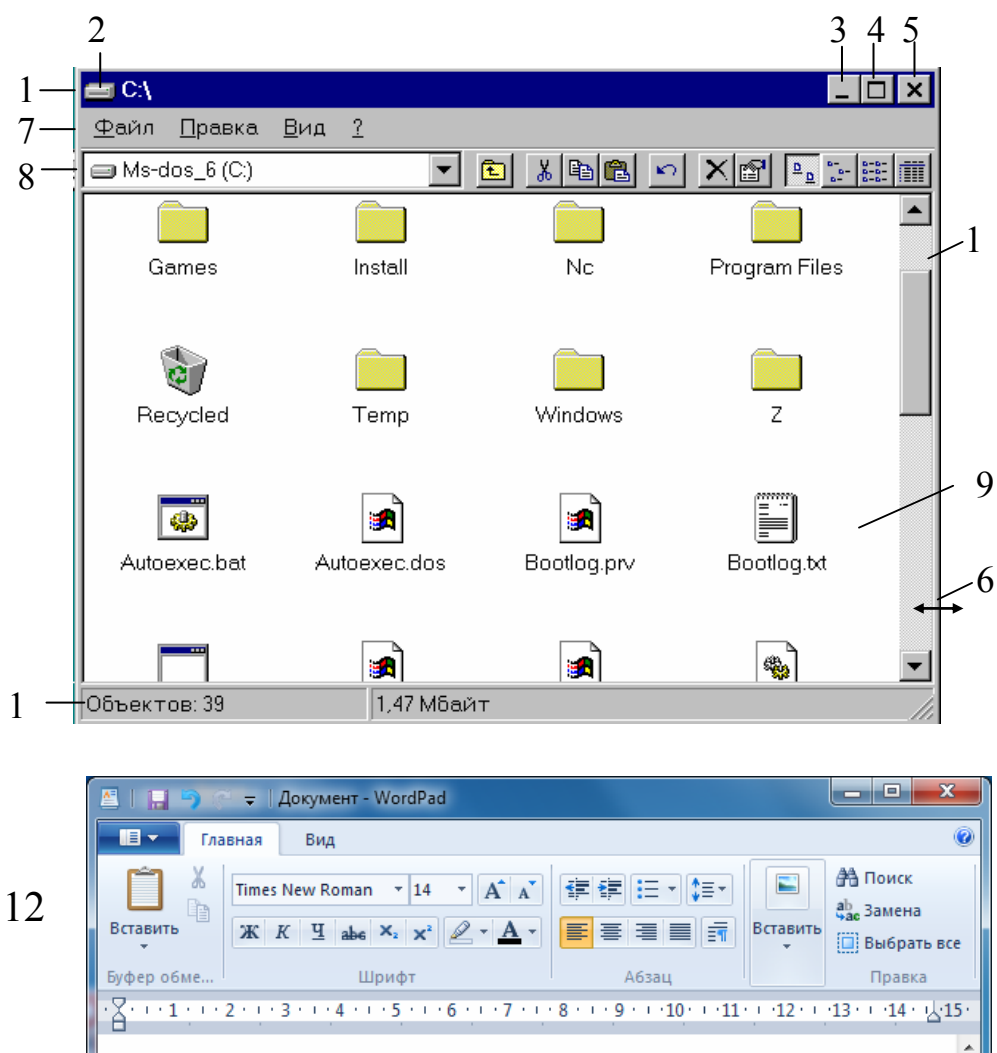 2 3 4 5
1 C:\
7 Файл Правка Вид ?
8 Ms-dos_6 (C:)
1
Games Install Nc Program Files
Recycled Temp Windows Z
9
Autoexec.bat Autoexec.dos Bootlog.prv Bootlog.txt
6
1 Объектов: 39 1,47 Мбайт
Документ - WordPad
Главная Вид
12
Вставить
Times New Roman 14
Ж К Ч abc X₂ X² A
Вставить
Поиск
Замена
Выбрать все
Буфер обме... Шрифт Абзац Правка
1 2 3 4 5 6 7 8 9 10 11 12 13 14 15